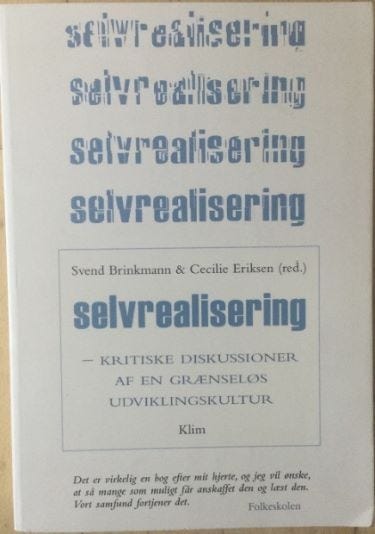 selvrealisering
selvrealisering
selvrealisering
selvrealisering
Svend Brinkmann & Cecilie Eriksen (red.)
selvrealisering
– KRITISKE DISKUSSIONER
AF EN GRÆNSELØS
UDVIKLINGSKULTUR
Klim
Det er virkelig en bog efter mit hjerte, og jeg vil ønske,
at så mange som muligt får anskaffet den og læst den.
Vort samfund fortjener det.
Folkeskolen